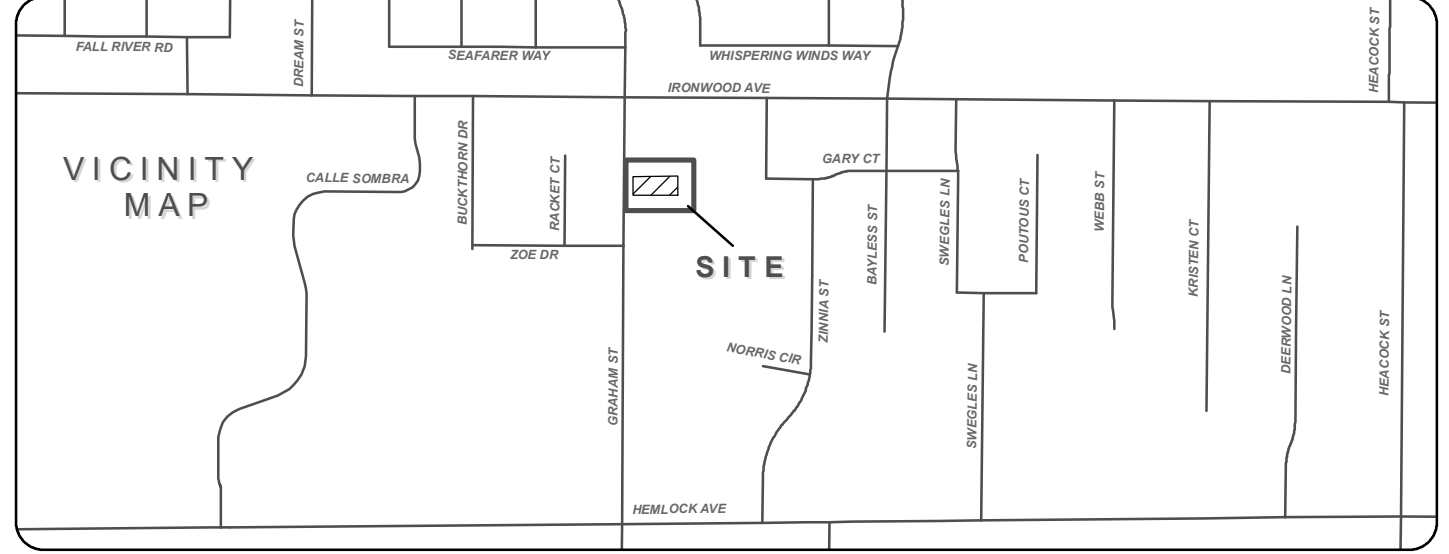 FALL RIVER RD
DREAM ST
SEAFARER WAY
WHISPERING WINDS WAY
HEACOCK ST
IRONWOOD AVE
VICINITY
MAP
CALLE SOMBRA
BUCKTHORN DR
RACKET CT
ZOE DR
SITE
GARY CT
BAYLESS ST
SWEGLES LN
POUTOUS CT
WEBB ST
KRISTEN CT
DEERWOOD LN
HEACOCK ST
ZINNIA ST
NORRIS CIR
GRAHAM ST
SWEGLES LN
HEMLOCK AVE